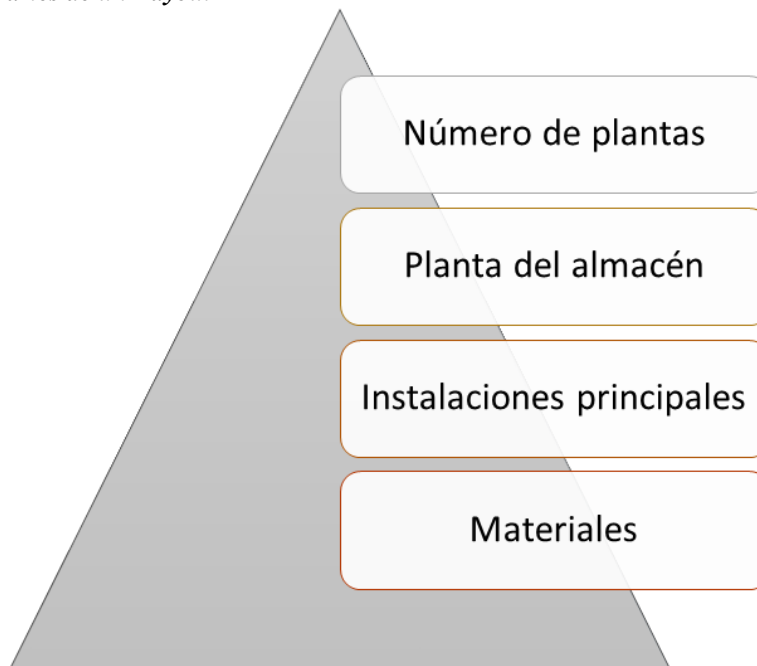 Número de plantas
Planta del almacén
Instalaciones principales
Materiales